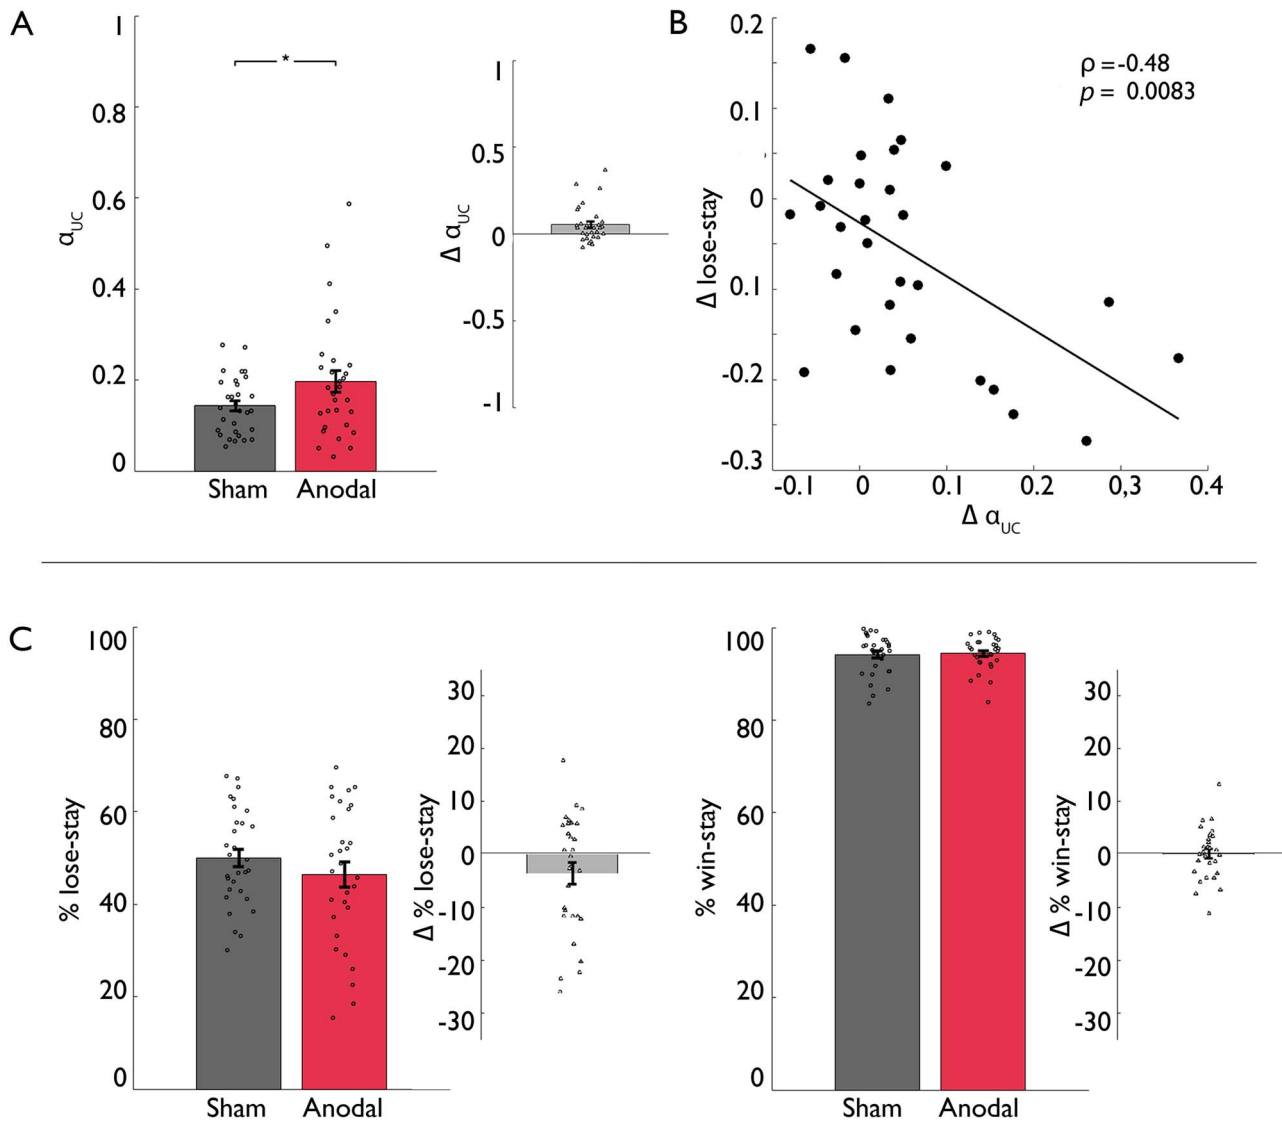 A
1
0.8
0.6
0.4
0.2
0
αUC
*
Sham
Anodal
1
0.5
0
-0.5
-1
Δ αUC
B
0.2
0.1
0
0.1
-0.2
-0.3
Δ lose-stay
ρ = -0.48
p = 0.0083
-0.1
0
0.1
0.2
0,3
0.4
Δ αUC
C
100
80
60
40
20
0
% lose-stay
Sham
Anodal
30
20
10
0
-10
-20
-30
Δ % lose-stay
100
80
60
40
20
0
% win-stay
Sham
Anodal
30
20
10
0
-10
-20
-30
Δ % win-stay